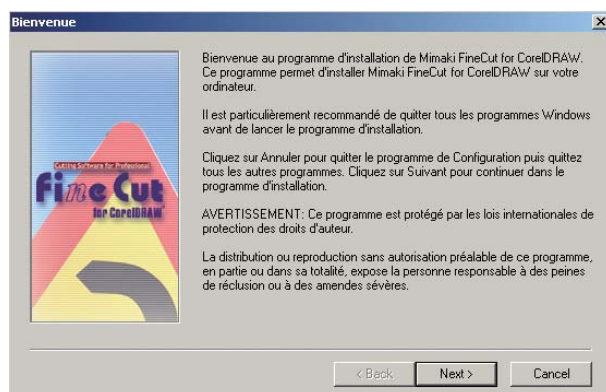 Bienvenue
Bienvenue au programme d'installation de Mimaki FineCut for CorelDRAW.
Ce programme permet d'installer Mimaki FineCut for CorelDRAW sur votre
ordinateur.
Il est particulièrement recommandé de quitter tous les programmes Windows
avant de lancer le programme d'installation.
Cliquez sur Annuler pour quitter le programme de Configuration puis quittez
tous les autres programmes. Cliquez sur Suivant pour continuer dans le
programme d'installation.
AVERTISSEMENT: Ce programme est protégé par les lois internationales de
protection des droits d'auteur.
La distribution ou reproduction sans autorisation préalable de ce programme,
en partie ou dans sa totalité, expose la personne responsable à des peines
de réclusion ou à des amendes sévères.
Cutting Software for Professional
Fine Cut
for CorelDRAW
< Back
Next >
Cancel